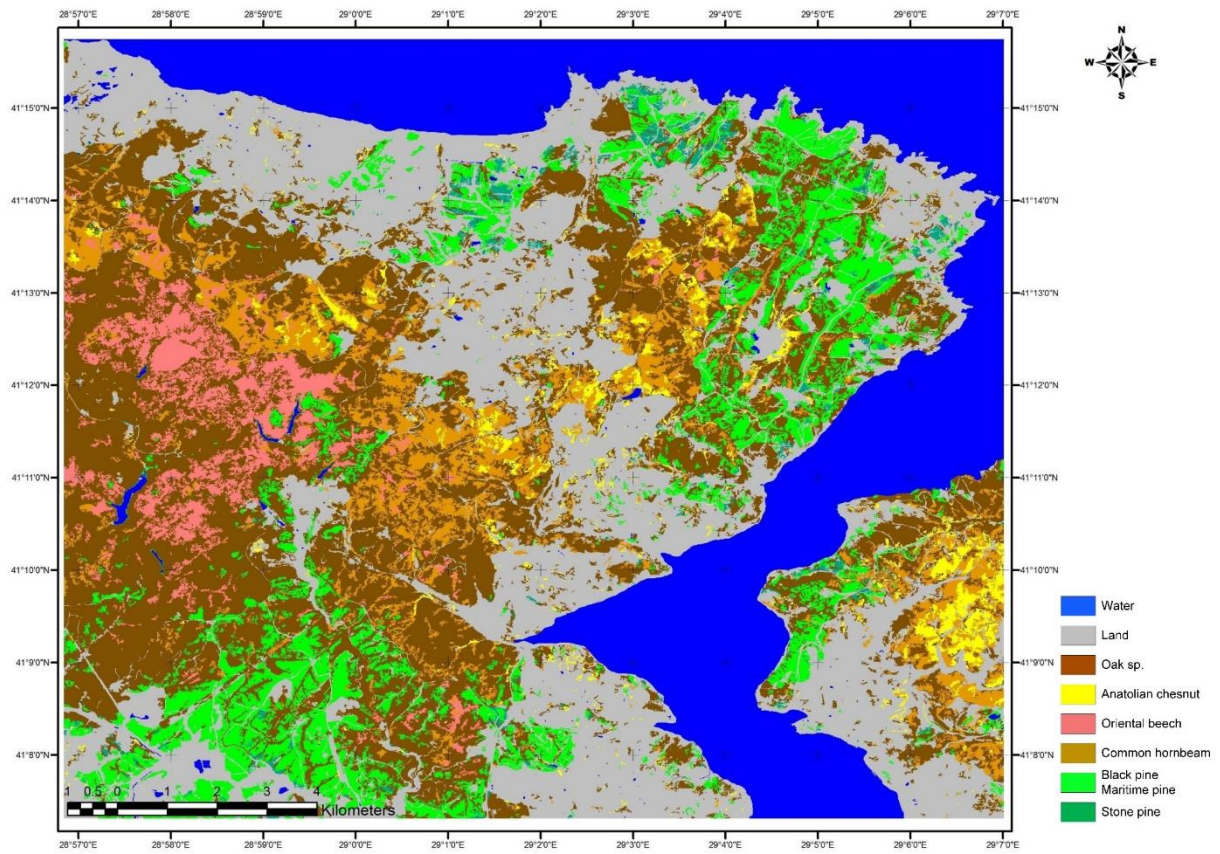 28°57'0"E 28°58'0"E 28°59'0"E 29°0'0"E 29°1'0"E 29°2'0"E 29°3'0"E 29°4'0"E 29°5'0"E 29°6'0"E 29°7'0"E
N
W E
S
41°15'0"N 41°15'0"N
41°14'0"N 41°14'0"N
41°13'0"N 41°13'0"N
41°12'0"N 41°12'0"N
41°11'0"N 41°11'0"N
41°10'0"N 41°10'0"N
41°9'0"N 41°9'0"N
41°8'0"N 41°8'0"N
Water
Land
Oak sp.
Anatolian chesnut
Oriental beech
Common hornbeam
Black pine
Maritime pine
Stone pine
1 0.5 0 1 2 3 4
Kilometers
28°57'0"E 28°58'0"E 28°59'0"E 29°0'0"E 29°1'0"E 29°2'0"E 29°3'0"E 29°4'0"E 29°5'0"E 29°6'0"E 29°7'0"E